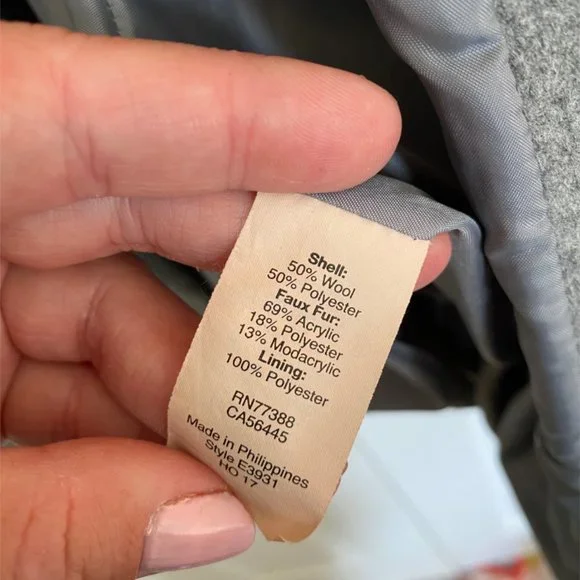 Shell:
50% Wool
50% Polyester
Faux Fur:
69% Acrylic
18% Polyester
13% Modacrylic
Lining:
100% Polyester
RN77388
CA56445
Made in Philippines
Style E3931
HO 17